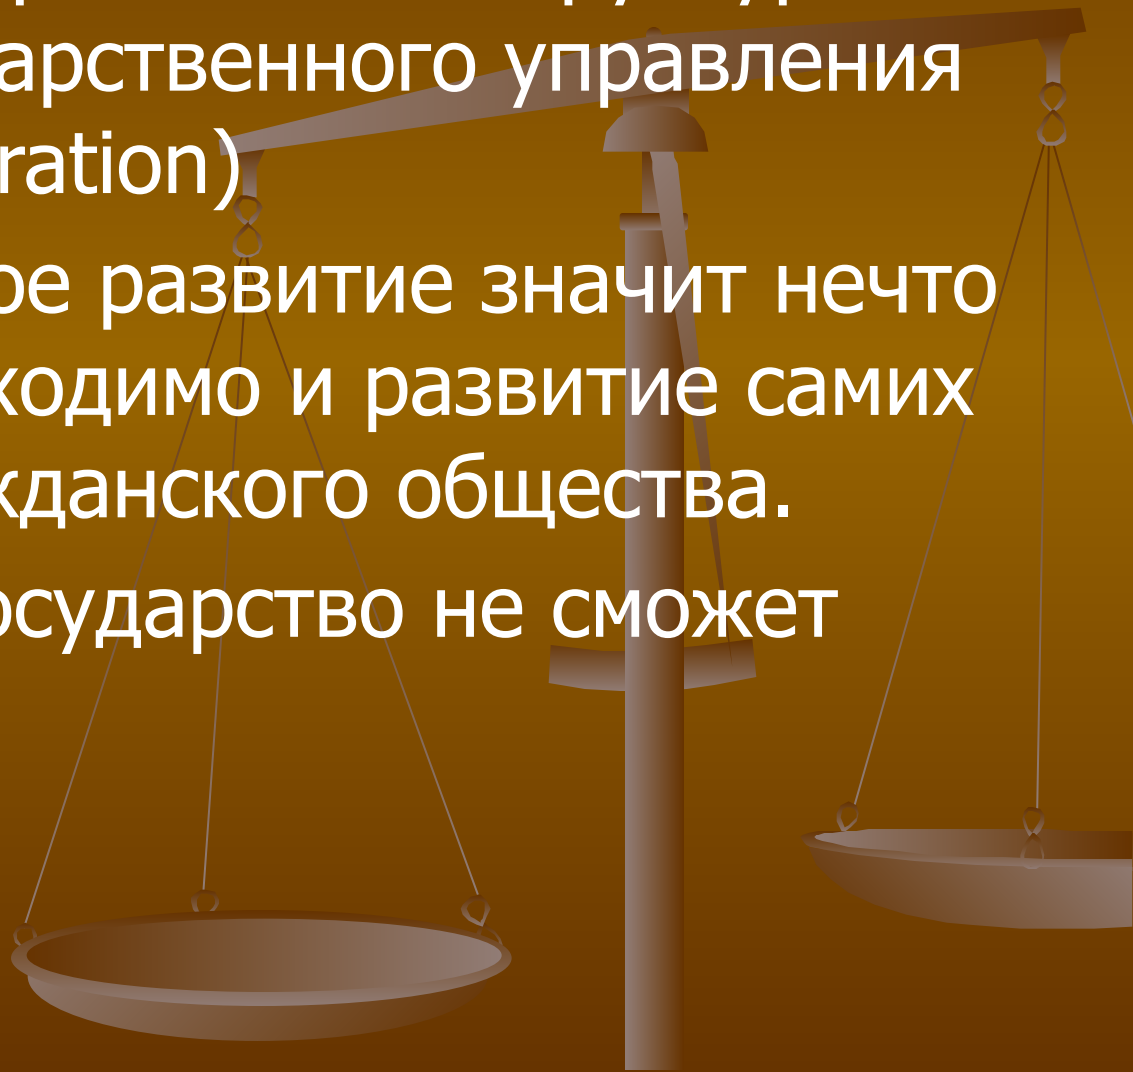 арственного управления
ration)
ое развитие значит нечто
ходимо и развитие самих
жданского общества.
осударство не сможет